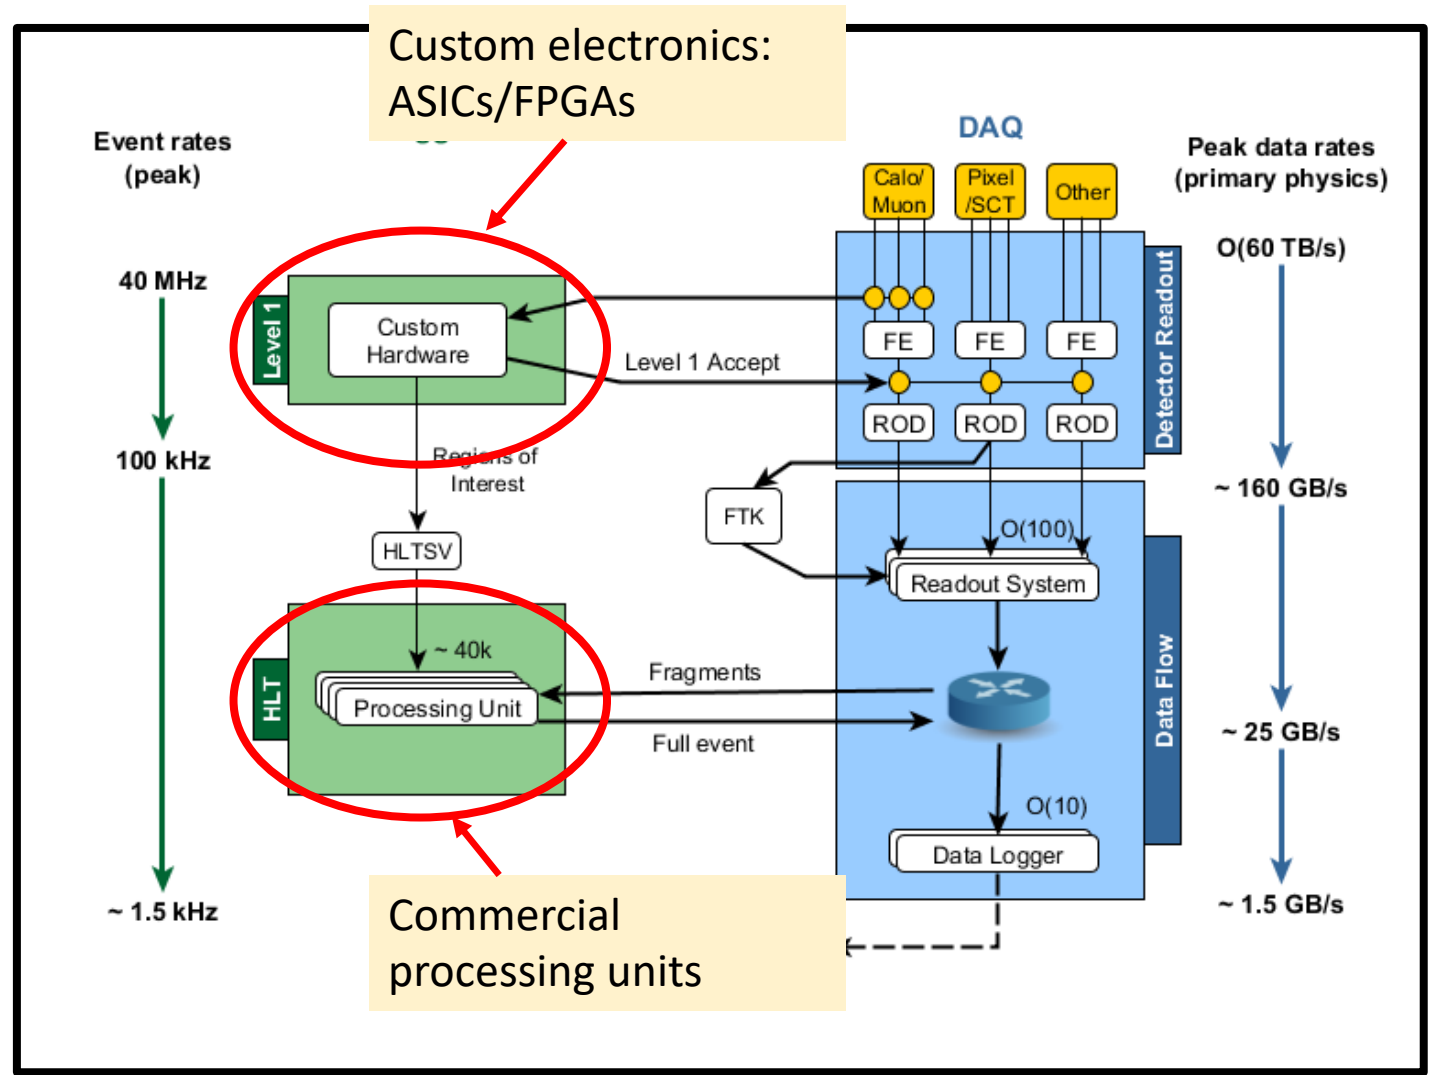 Custom electronics:
ASICs/FPGAs
Event rates
(peak)
DAQ
Peak data rates
(primary physics)
Calo/
Muon
Pixel
/SCT
Other
40 MHz
O(60 TB/s)
Level 1
Custom
Hardware
FE
FE
FE
Detector Readout
Level 1 Accept
ROD
ROD
ROD
100 kHz
Regions of
Interest
~ 160 GB/s
FTK
O(100)
HLTSV
Readout System
~ 40k
HLT
Processing Unit
Fragments
Full event
Data Flow
~ 25 GB/s
O(10)
Data Logger
~ 1.5 kHz
~ 1.5 GB/s
Commercial
processing units